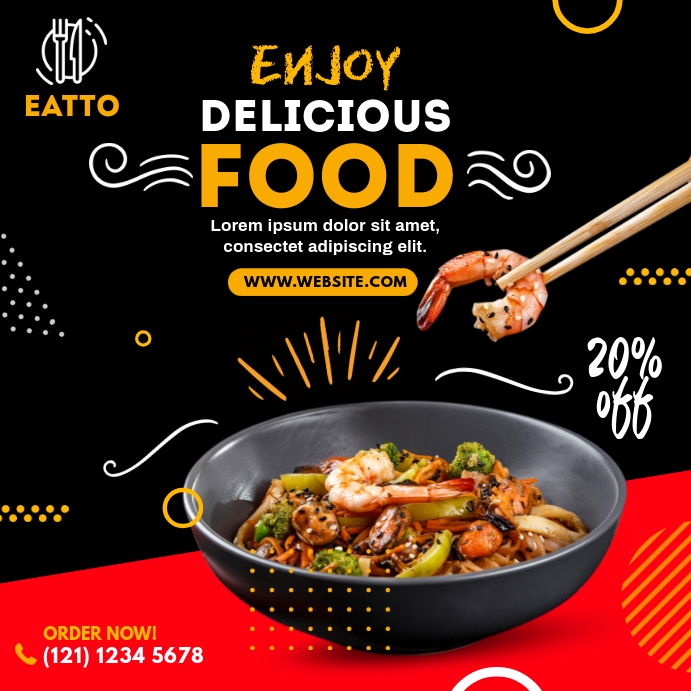 EATTO
ENJOY
DELICIOUS
FOOD
Lorem ipsum dolor sit amet,
consectet adipiscing elit.
WWW.WEBSITE.COM
20%
off
ORDER NOW!
(121) 1234 5678